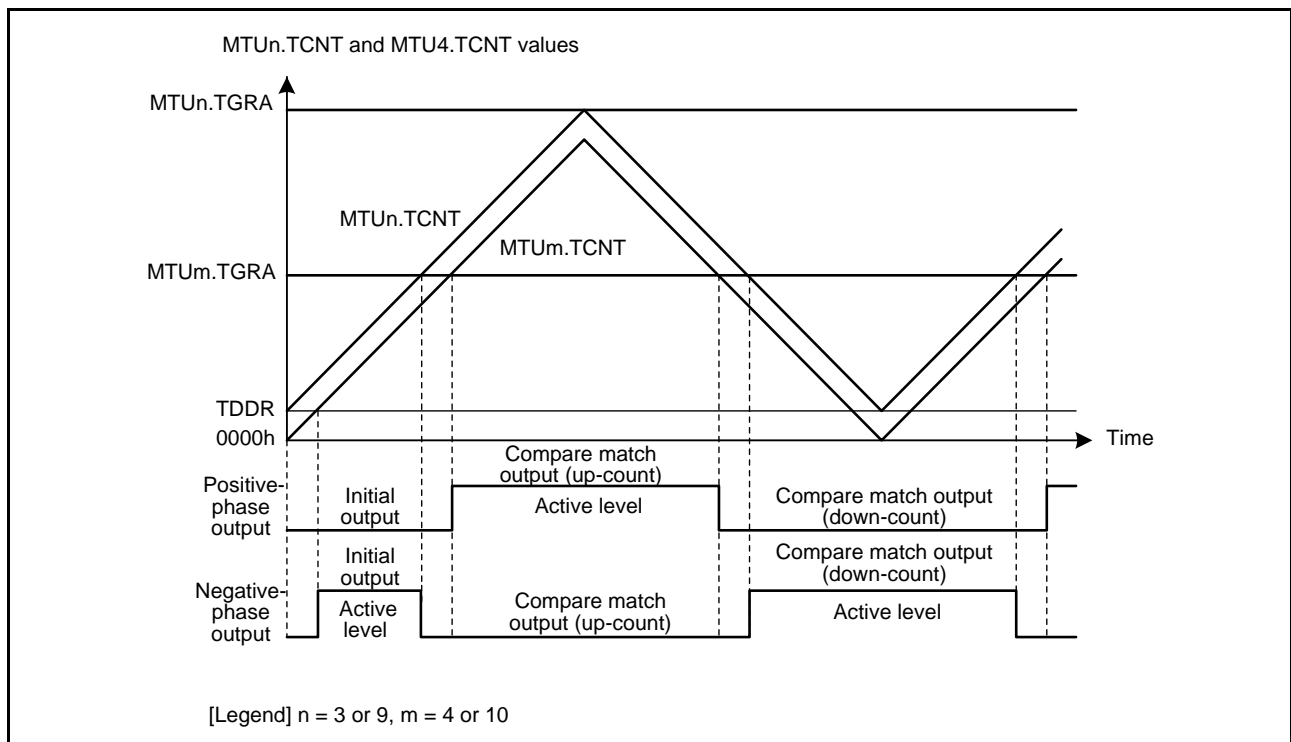 MTUn.TCNT and MTU4.TCNT values
MTUn.TGRA
MTUn.TCNT
MTUm.TCNT
MTUm.TGRA
TDDR
0000h
Time
Positive-
phase
output
Initial
output
Compare match
output (up-count)
Active level
Compare match output
(down-count)
Negative-
phase
output
Initial
output
Active
level
Compare match
output (up-count)
Compare match output
(down-count)
Active level
[Legend] n = 3 or 9, m = 4 or 10